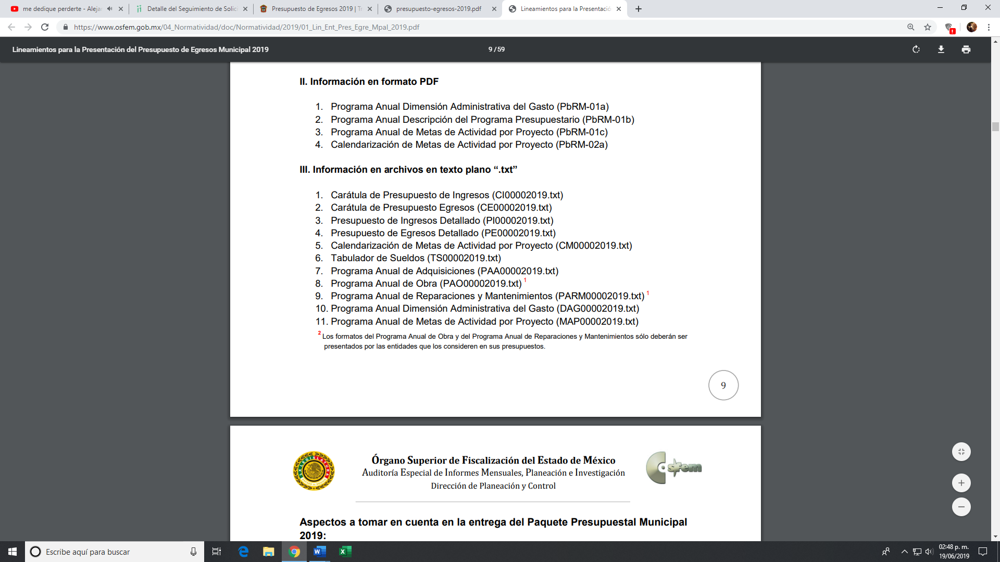 me dedique perderte - Aleja
Detalle del Seguimiento de Solici
Presupuesto de Egresos 2019 | Tr
presupuesto-egresos-2019.pdf
Lineamientos para la Presentació
https://www.osfem.gob.mx/04_Normatividad/doc/Normatividad/2019/01_Lin_Ent_Pres_Egre_Mpal_2019.pdf
Lineamientos para la Presentación del Presupuesto de Egresos Municipal 2019
9 / 59
II. Información en formato PDF
1. Programa Anual Dimensión Administrativa del Gasto (PbRM-01a)
2. Programa Anual Descripción del Programa Presupuestario (PbRM-01b)
3. Programa Anual de Metas de Actividad por Proyecto (PbRM-01c)
4. Calendarización de Metas de Actividad por Proyecto (PbRM-02a)
III. Información en archivos en texto plano “.txt”
1. Carátula de Presupuesto de Ingresos (CI00002019.txt)
2. Carátula de Presupuesto Egresos (CE00002019.txt)
3. Presupuesto de Ingresos Detallado (PI00002019.txt)
4. Presupuesto de Egresos Detallado (PE00002019.txt)
5. Calendarización de Metas de Actividad por Proyecto (CM00002019.txt)
6. Tabulador de Sueldos (TS00002019.txt)
7. Programa Anual de Adquisiciones (PAA00002019.txt)
8. Programa Anual de Obra (PAO00002019.txt) 1
9. Programa Anual de Reparaciones y Mantenimientos (PARM00002019.txt) 1
10. Programa Anual Dimensión Administrativa del Gasto (DAG00002019.txt)
11. Programa Anual de Metas de Actividad por Proyecto (MAP00002019.txt)
2 Los formatos del Programa Anual de Obra y del Programa Anual de Reparaciones y Mantenimientos sólo deberán ser
presentados por las entidades que los consideren en sus presupuestos.
9
LX LEGISLATURA
Órgano Superior de Fiscalización del Estado de México
Auditoría Especial de Informes Mensuales, Planeación e Investigación
Dirección de Planeación y Control
Osfem
Aspectos a tomar en cuenta en la entrega del Paquete Presupuestal Municipal
2019:
Escribe aquí para buscar
02:48 p. m.
19/06/2019